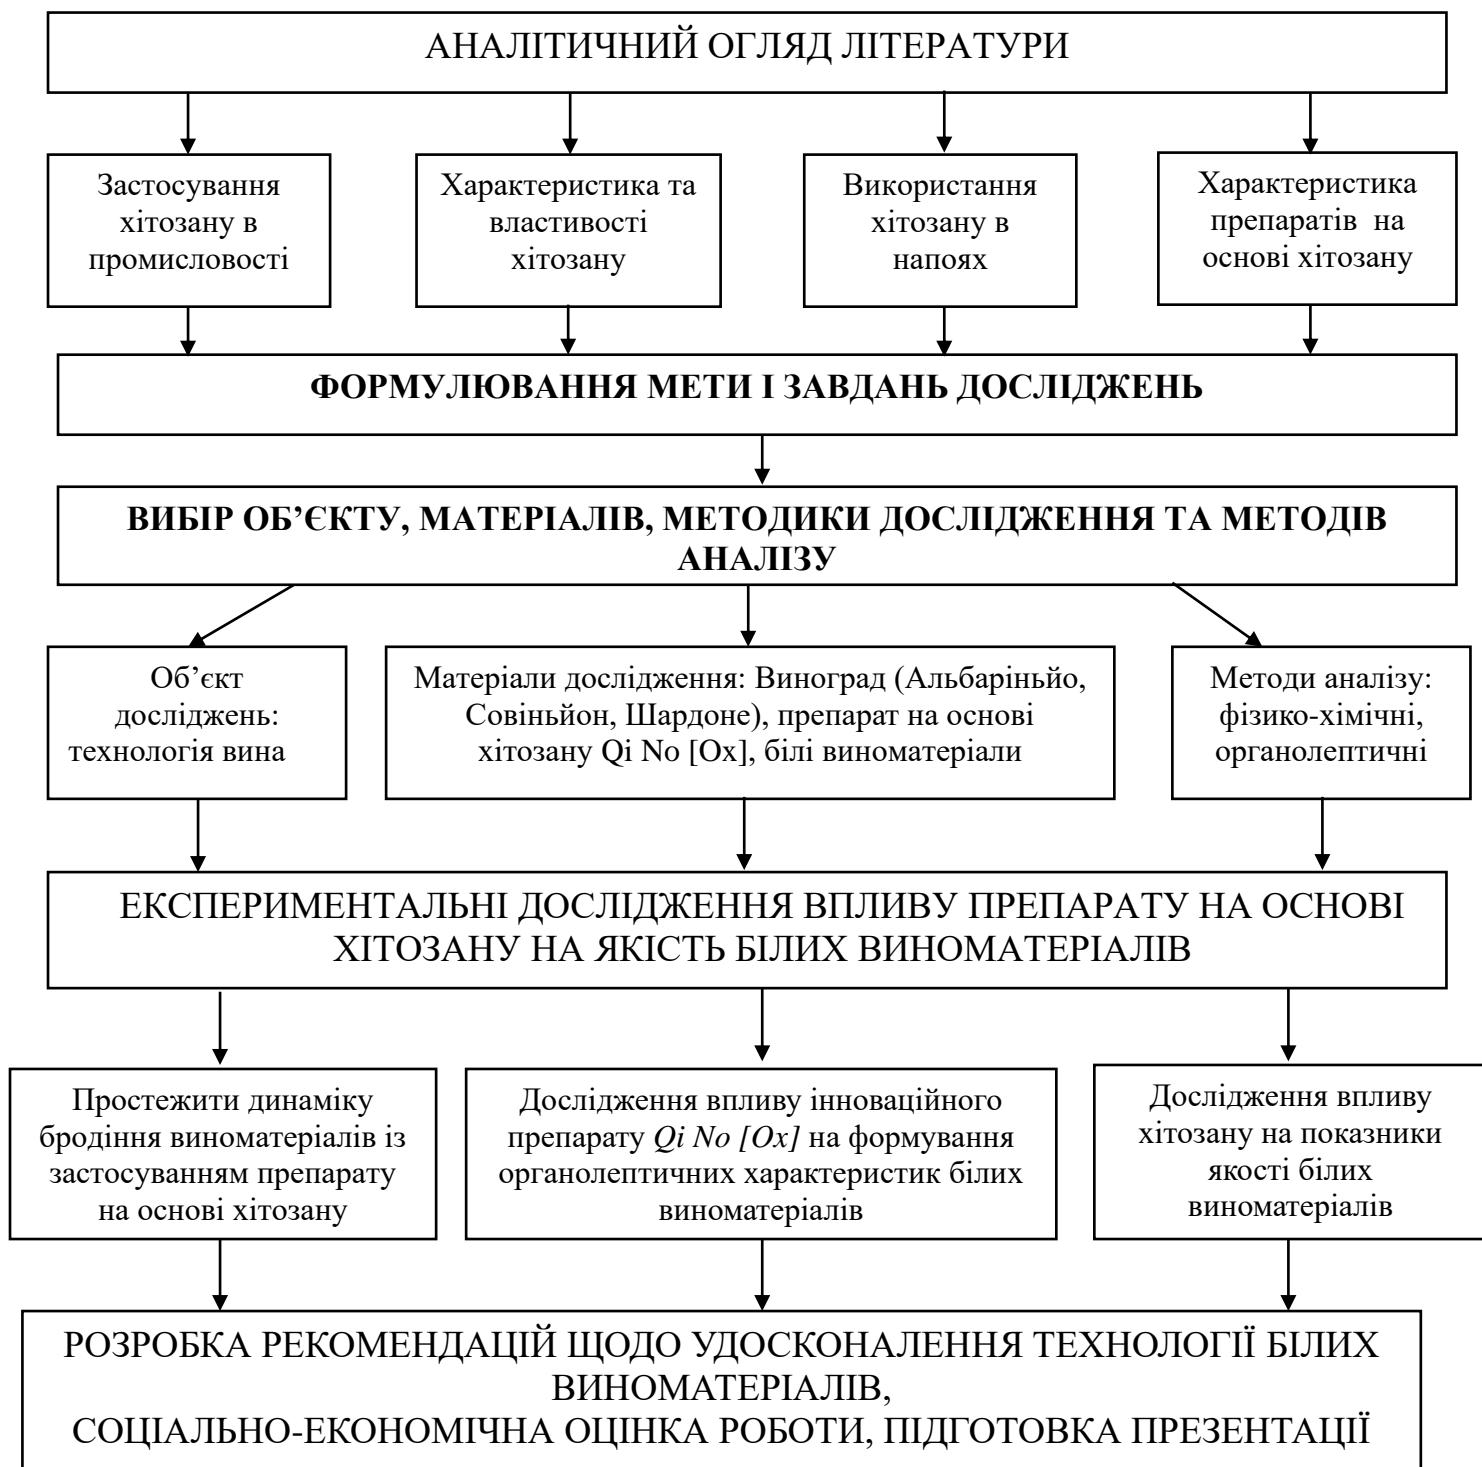 АНАЛІТИЧНИЙ ОГЛЯД ЛІТЕРАТУРИ
Застосування
хітозану в
промисловості
Характеристика та
властивості
хітозану
Використання
хітозану в
напоях
Характеристика
препаратів на
основі хітозану
ФОРМУЛЮВАННЯ МЕТИ І ЗАВДАНЬ ДОСЛІДЖЕНЬ
ВИБІР ОБ’ЄКТУ, МАТЕРІАЛІВ, МЕТОДИКИ ДОСЛІДЖЕННЯ ТА МЕТОДІВ
АНАЛІЗУ
Об’єкт
досліджень:
технологія вина
Матеріали дослідження: Виноград (Альбаріньйо,
Совіньйон, Шардоне), препарат на основі
хітозану Qi No [Ox], білі виноматеріали
Методи аналізу:
фізико-хімічні,
органолептичні
ЕКСПЕРИМЕНТАЛЬНІ ДОСЛІДЖЕННЯ ВПЛИВУ ПРЕПАРАТУ НА ОСНОВІ
ХІТОЗАНУ НА ЯКІСТЬ БІЛИХ ВИНОМАТЕРІАЛІВ
Простежити динаміку
бродіння виноматеріалів із
застосуванням препарату
на основі хітозану
Дослідження впливу інноваційного
препарату Qi No [Ox] на формування
органолептичних характеристик білих
виноматеріалів
Дослідження впливу
хітозану на показники
якості білих
виноматеріалів
РОЗРОБКА РЕКОМЕНДАЦІЙ ЩОДО УДОСКОНАЛЕННЯ ТЕХНОЛОГІЇ БІЛИХ
ВИНОМАТЕРІАЛІВ,
СОЦІАЛЬНО-ЕКОНОМІЧНА ОЦІНКА РОБОТИ, ПІДГОТОВКА ПРЕЗЕНТАЦІЇ